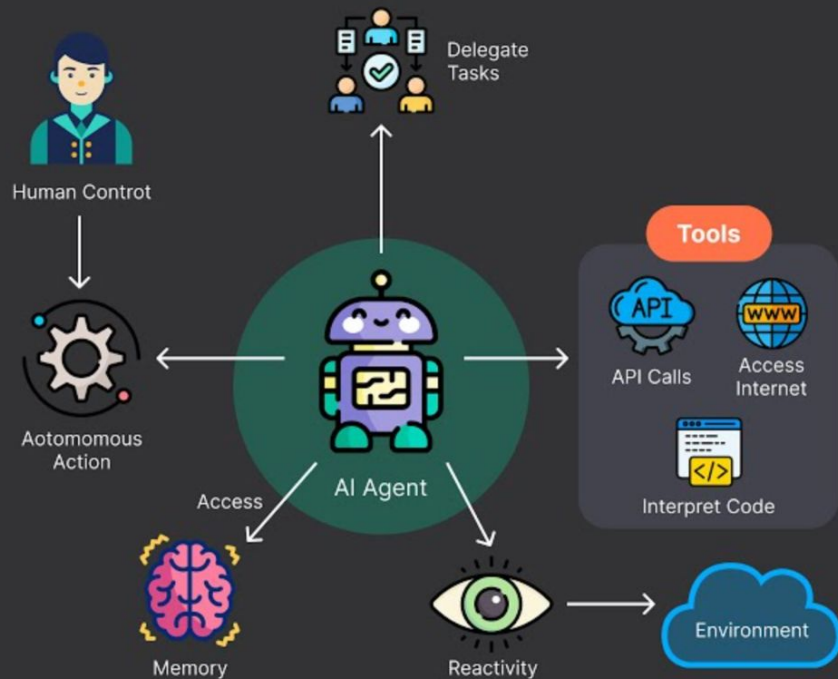 Delegate
Tasks
Human Controt
Tools
API
WWW
API Calls
Access
Internet
Aotomomous
Action
</>
Interpret Code
AI Agent
Access
Memory
Reactivity
Environment